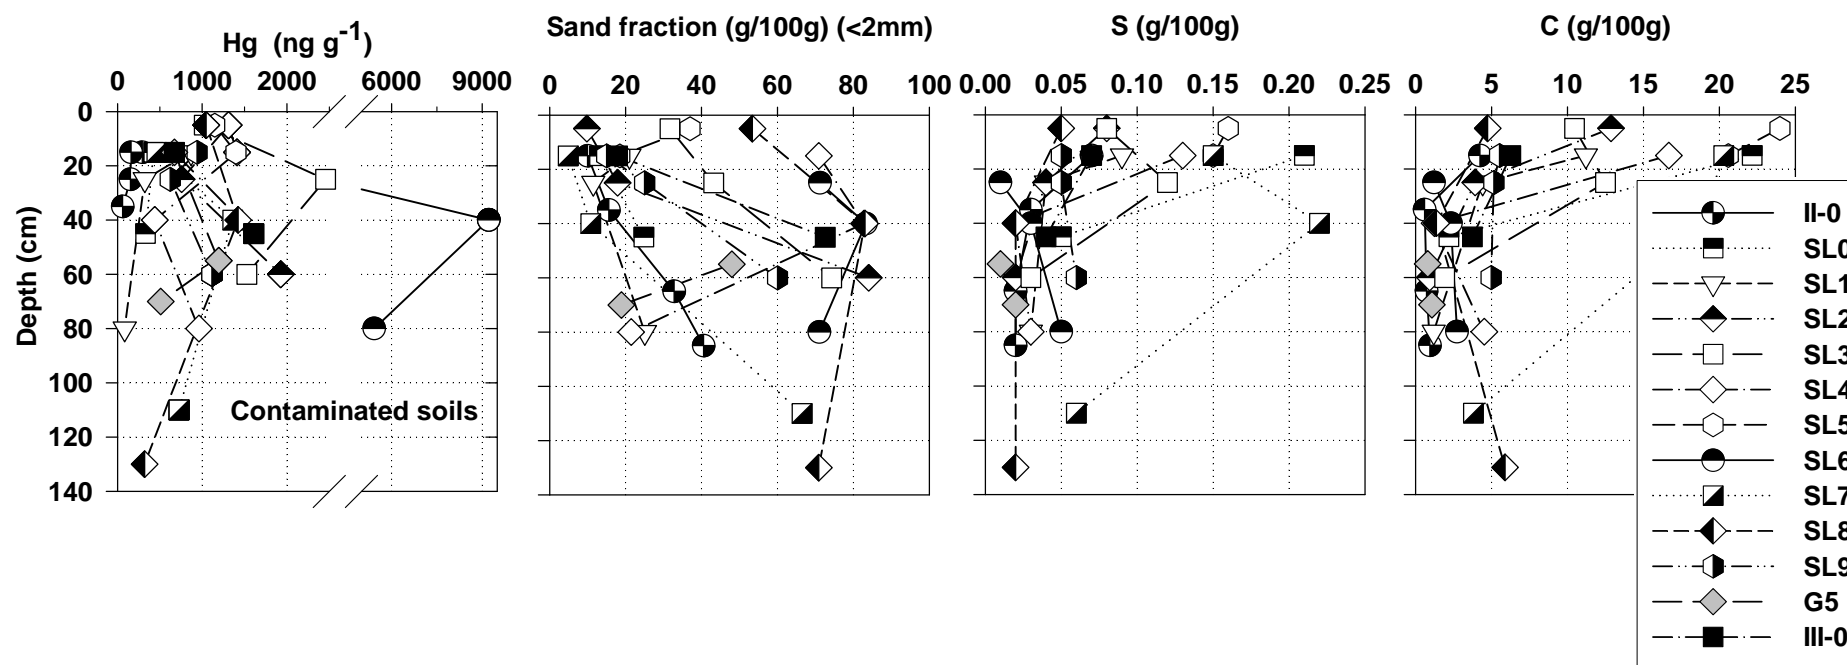 Hg (ng g-1)
Sand fraction (g/100g) (<2mm)
S (g/100g)
C (g/100g)
0 1000 2000 6000 9000
0 20 40 60 80 100
0.00 0.05 0.10 0.15 0.20 0.25
0 5 10 15 20 25
Depth (cm)
0
20
40
60
80
100
120
140
Contaminated soils
II-0
SL0
SL1
SL2
SL3
SL4
SL5
SL6
SL7
SL8
SL9
G5
III-0